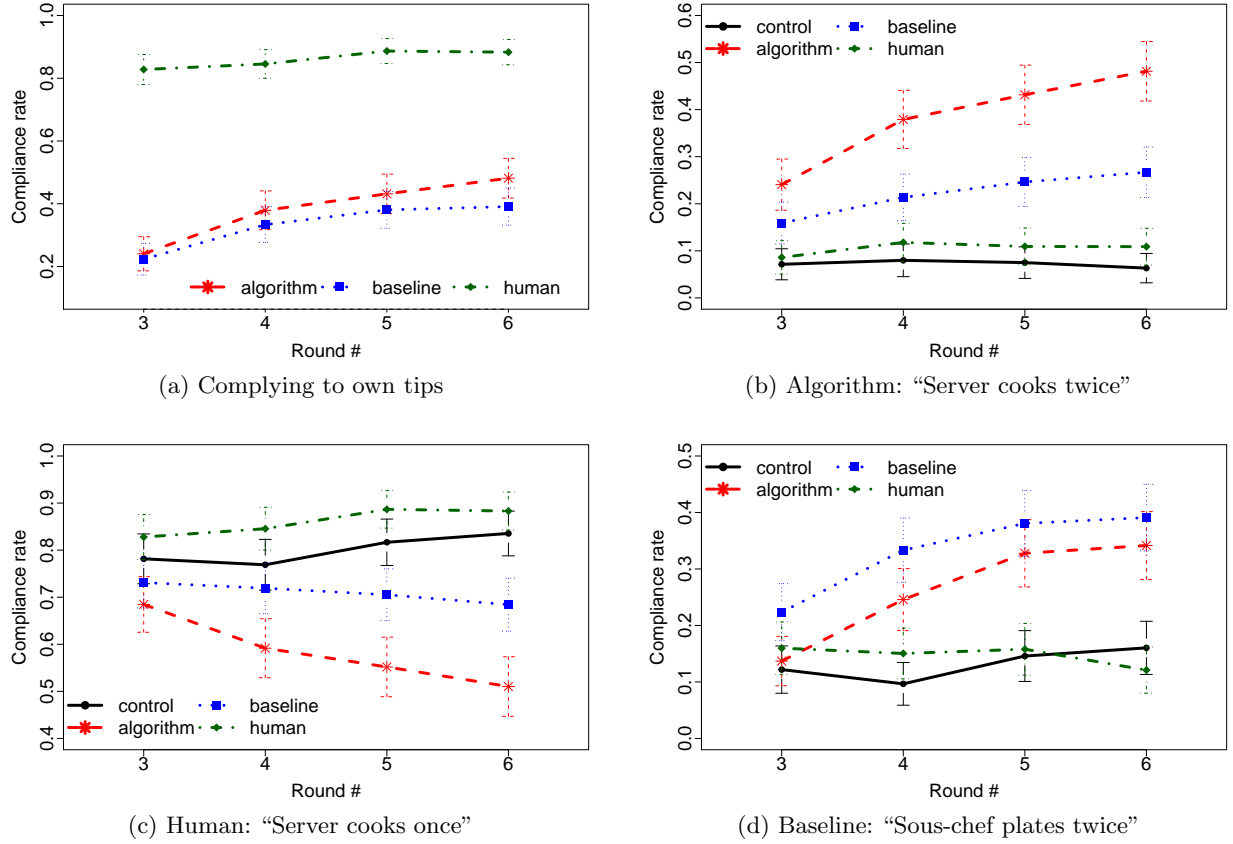 Compliance rate
0.2 0.4 0.6 0.8 1.0
algorithm baseline human
3 4 5 6
Round #
(a) Complying to own tips
Compliance rate
0.0 0.1 0.2 0.3 0.4 0.5 0.6
control baseline
algorithm human
3 4 5 6
Round #
(b) Algorithm: “Server cooks twice”
Compliance rate
0.4 0.5 0.6 0.7 0.8 0.9 1.0
control baseline
algorithm human
3 4 5 6
Round #
(c) Human: “Server cooks once”
Compliance rate
0.0 0.1 0.2 0.3 0.4 0.5
control baseline
algorithm human
3 4 5 6
Round #
(d) Baseline: “Sous-chef plates twice”